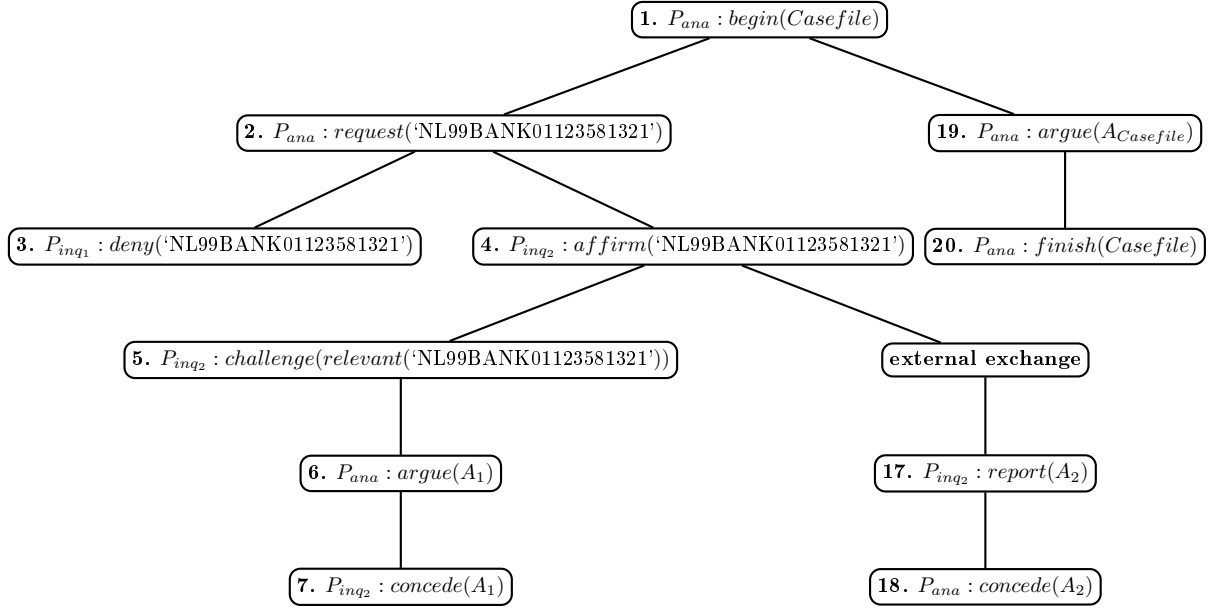 1. P_ana : begin(Casefile)
2. P_ana : request(‘NL99BANK01123581321’)
19. P_ana : argue(A_Casefile)
3. P_inq1 : deny(‘NL99BANK01123581321’)
4. P_inq2 : affirm(‘NL99BANK01123581321’)
20. P_ana : finish(Casefile)
5. P_inq2 : challenge(relevant(‘NL99BANK01123581321’))
external exchange
6. P_ana : argue(A_1)
17. P_inq2 : report(A_2)
7. P_inq2 : concede(A_1)
18. P_ana : concede(A_2)